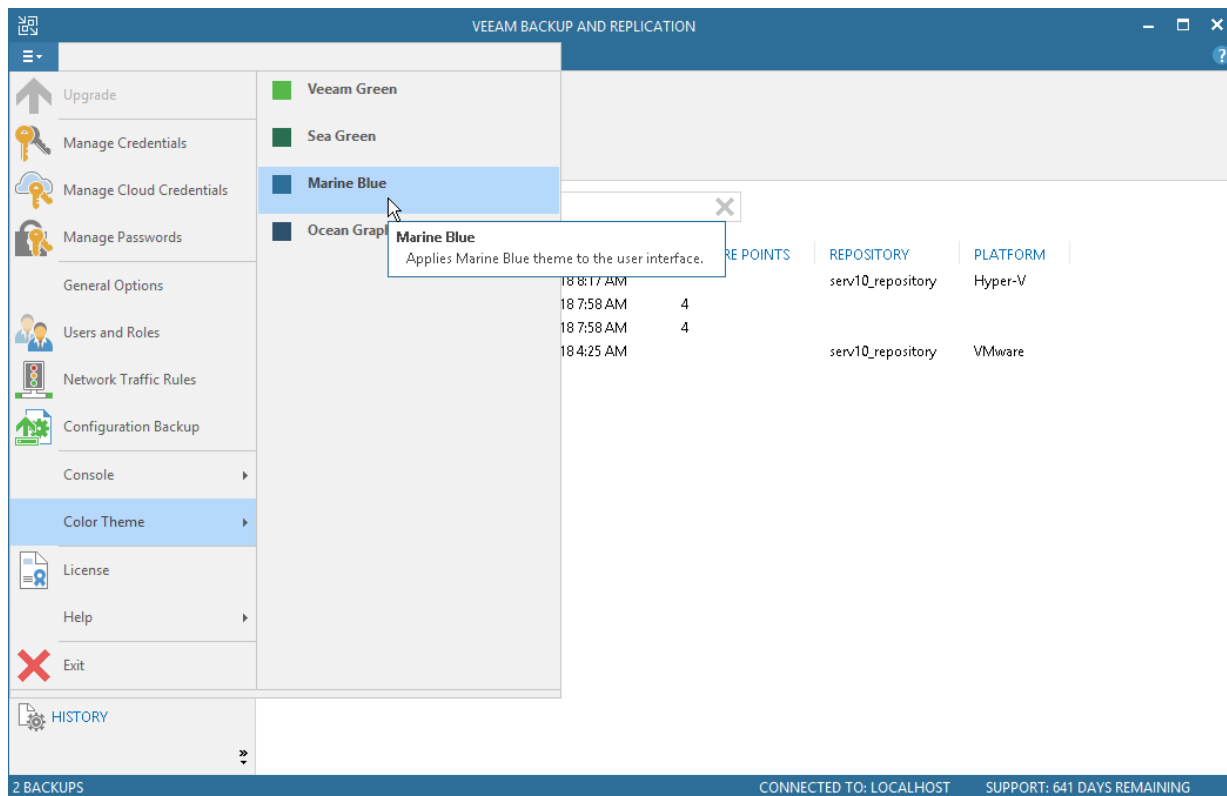 VEEAM BACKUP AND REPLICATION
?
Upgrade
Manage Credentials
Manage Cloud Credentials
Manage Passwords
General Options
Users and Roles
Network Traffic Rules
Configuration Backup
Console
Color Theme
License
Help
Exit
Veeam Green
Sea Green
Marine Blue
Ocean Grap
Marine Blue
Applies Marine Blue theme to the user interface.
RE POINTS REPOSITORY PLATFORM
18 8:17 AM serv10_repository Hyper-V
18 7:58 AM 4
18 7:58 AM 4
18 4:25 AM serv10_repository VMware
HISTORY
2 BACKUPS CONNECTED TO: LOCALHOST SUPPORT: 641 DAYS REMAINING